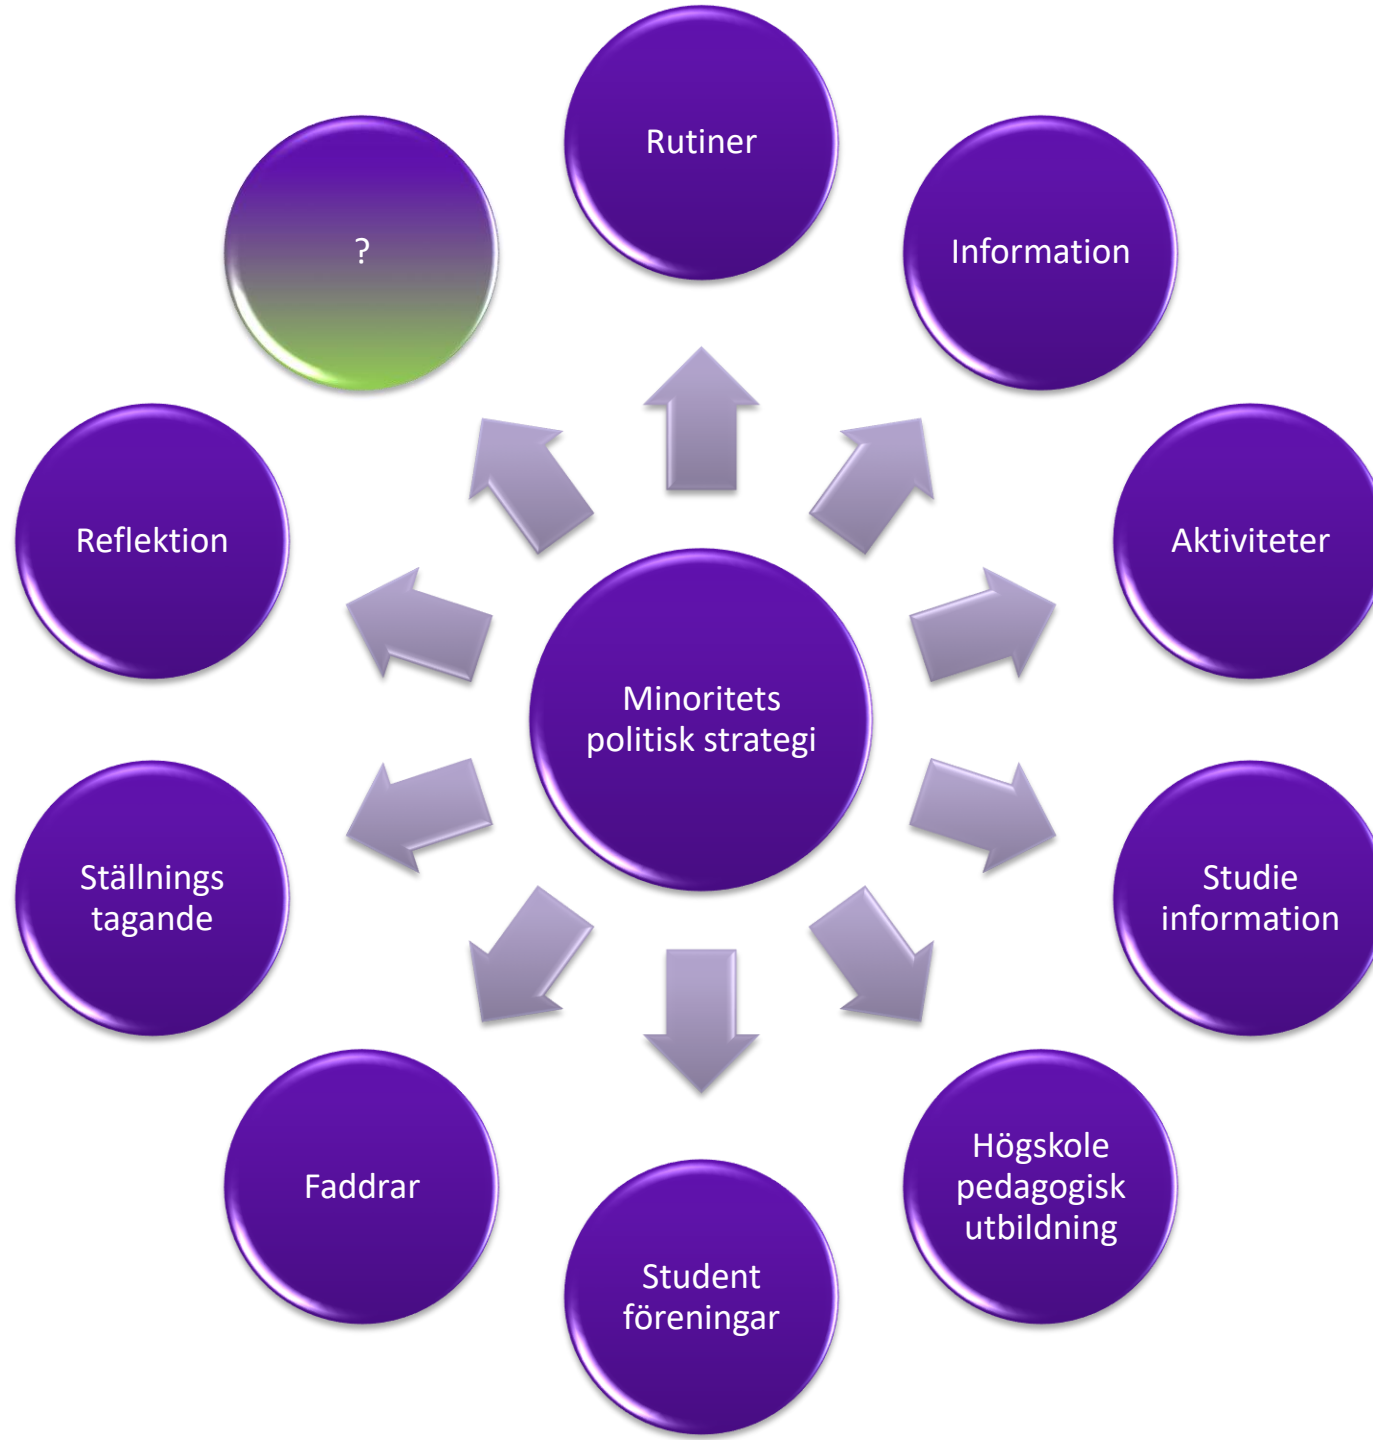 Rutiner
Information
Aktiviteter
Studie
information
Högskole
pedagogisk
utbildning
Student
föreningar
Faddrar
Ställnings
tagande
Reflektion
?
Minoritets
politisk strategi